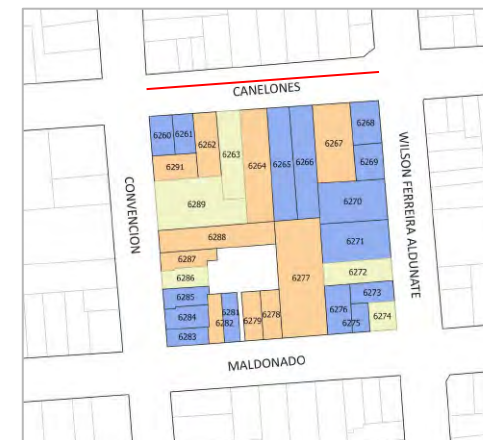 CANELONES
6260 6261 6262 6263 6264 6265 6266 6267 6268
6291 6269
6289 6270
CONVENCION
WILSON FERREIRA ALDUNATE
6288 6271
6287
6286 6277 6272
6285 6273
6284 6281 6279 6278 6276 6274
6283 6282 6275
MALDONADO